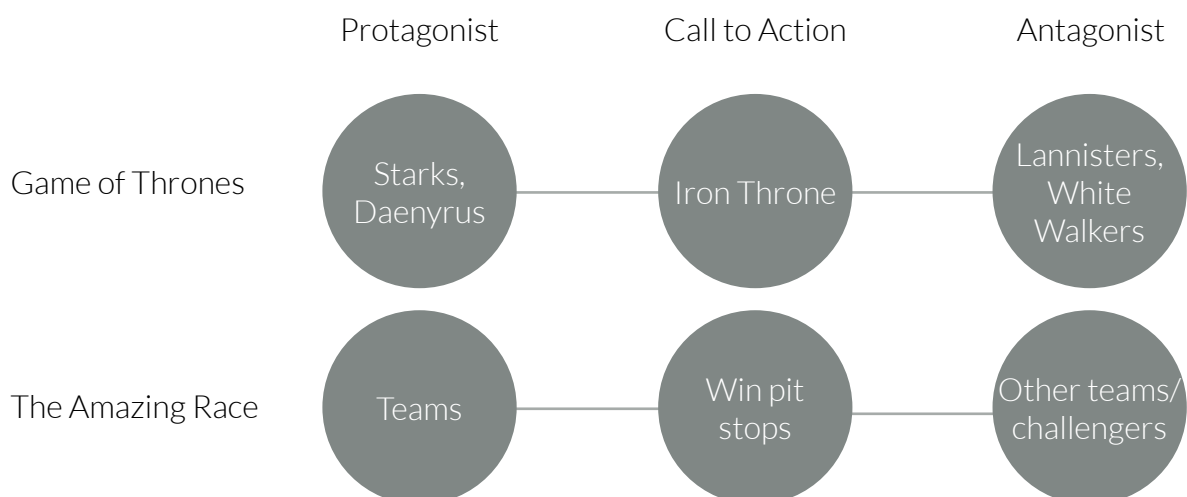 Protagonist
Call to Action
Antagonist
Game of Thrones
Starks,
Daenyrus
Iron Throne
Lannisters,
White
Walkers
The Amazing Race
Teams
Win pit
stops
Other teams/
challengers